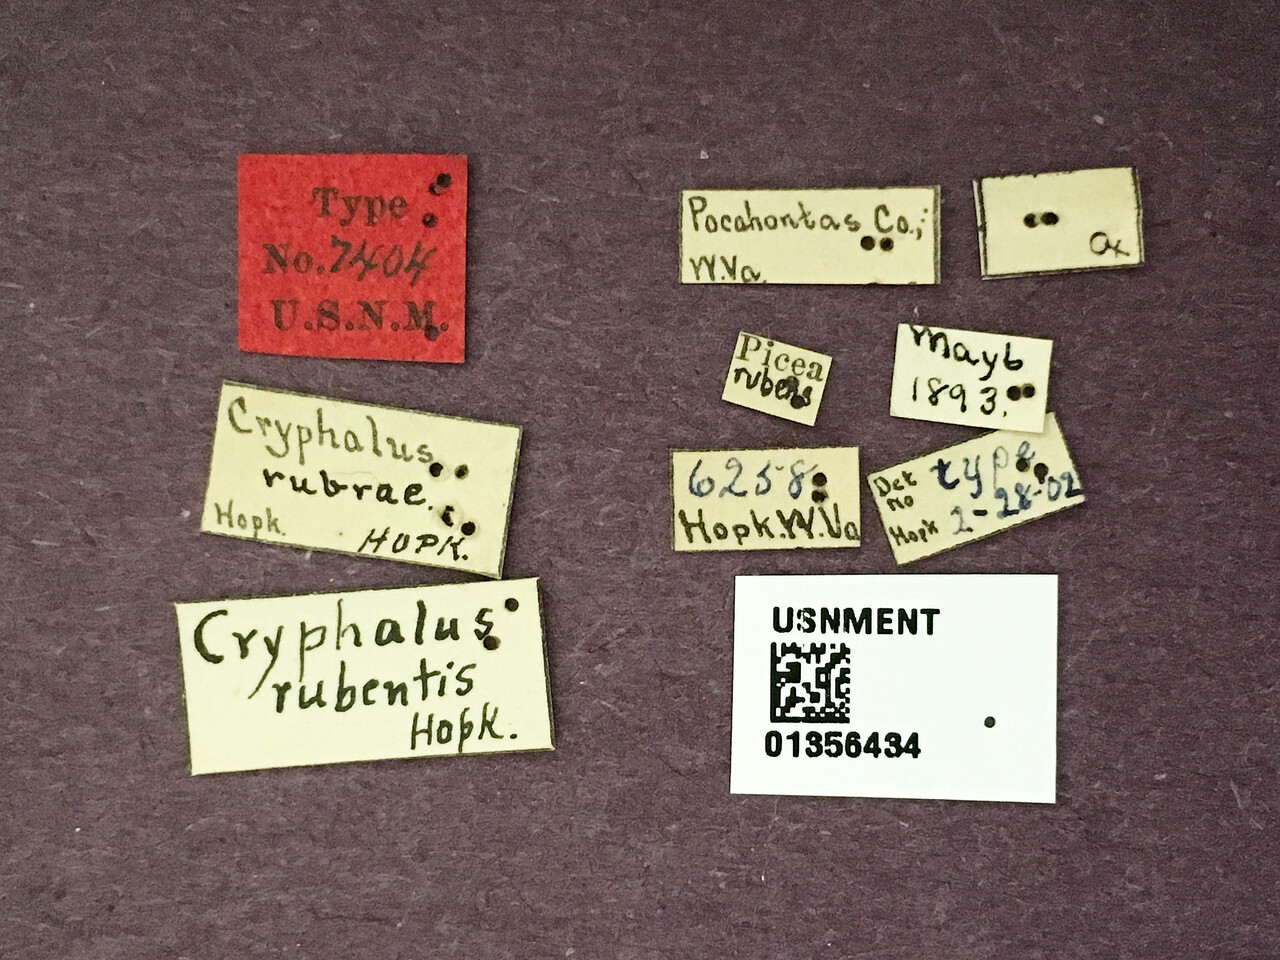 Type
No. 7404
U.S.N.M.
Cryphalus
rubrae.
Hopk. HOPK.
Cryphalus
rubentis
Hopk.
Pocahontas Co.;
W.Va.
Picea
rubens
May 6
1893.
6258
Hopk. W. Va
type
Det
no
Hopk 2-28-02
USNMENT
01356434